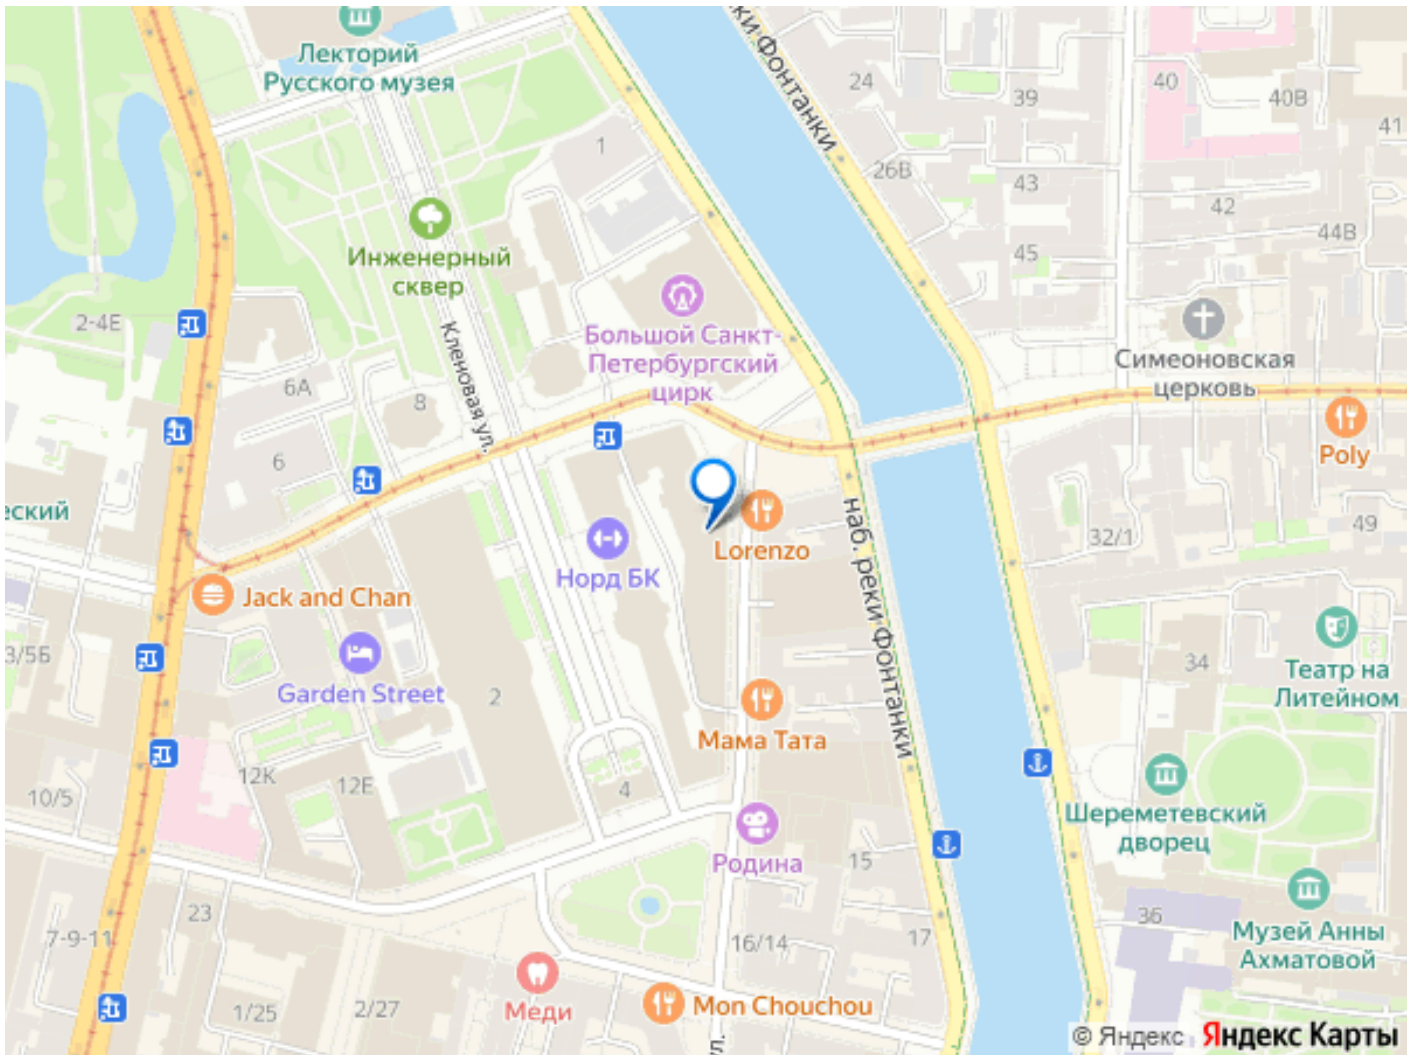 Лекторий
Русского музея
ки Фонтанки
24
39
40
40В
41
1
26В
43
42
44В
45
Инженерный
сквер
2-4Е
Кленовая ул.
Большой Санкт-
Петербургский
цирк
Симеоновская
церковь
6А
8
6
Poly
еский
Lorenzo
наб. реки Фонтанки
32/1
49
Норд БК
Jack and Chan
3/5Б
Garden Street
2
34
Театр на
Литейном
Мама Тата
12К
12Е
10/5
4
Шереметевский
дворец
Родина
15
23
7-9-11
16/14
17
36
Музей Анны
Ахматовой
1/25
2/27
Меди
Mon Chouchou
ул.
© Яндекс Яндекс Карты